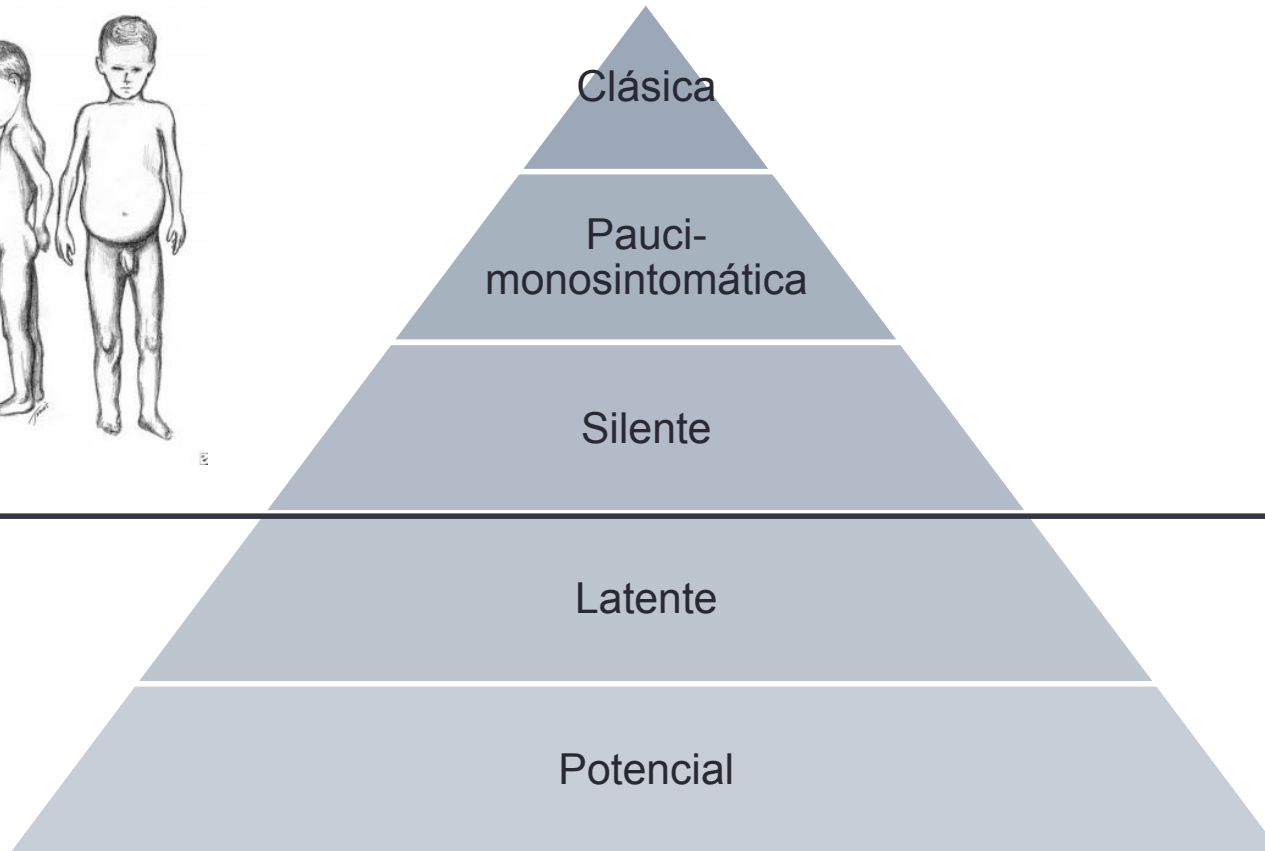 Clásica
Pauci-
monosintomática
Silente
Latente
Potencial